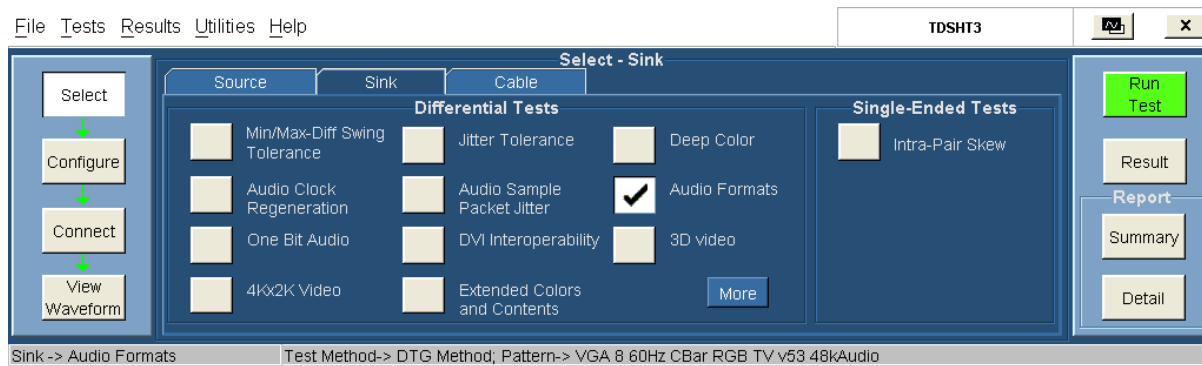 File Tests Results Utilities Help
TDSHT3
x
Select - Sink
Source Sink Cable
Select
Configure
Connect
View
Waveform
Differential Tests
Min/Max-Diff Swing
Tolerance
Jitter Tolerance
Deep Color
Audio Clock
Regeneration
Audio Sample
Packet Jitter
Audio Formats
One Bit Audio
DVI Interoperability
3D video
4Kx2K Video
Extended Colors
and Contents
More
Single-Ended Tests
Intra-Pair Skew
Run
Test
Result
Report
Summary
Detail
Sink -> Audio Formats
Test Method-> DTG Method; Pattern-> VGA 8 60Hz CBar RGB TV v53 48kAudio